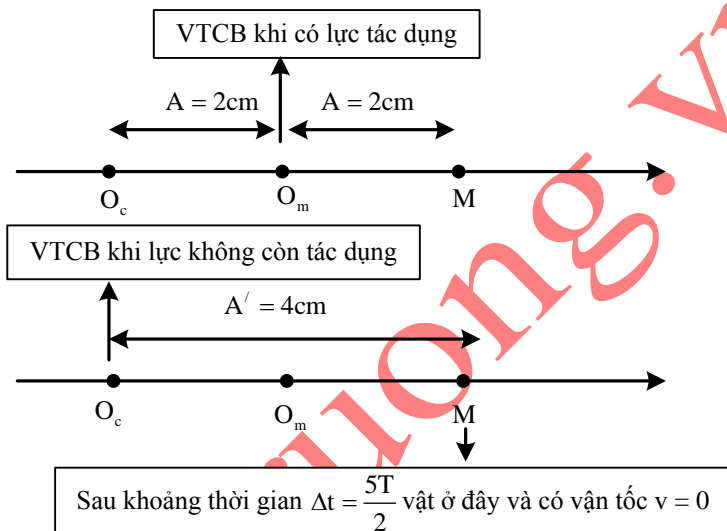 VTCB khi có lực tác dụng
A = 2cm A = 2cm
O_c O_m M
VTCB khi lực không còn tác dụng
A' = 4cm
O_c O_m M
Sau khoảng thời gian Δt = 5T/2 vật ở đây và có vận tốc v = 0
uong. v